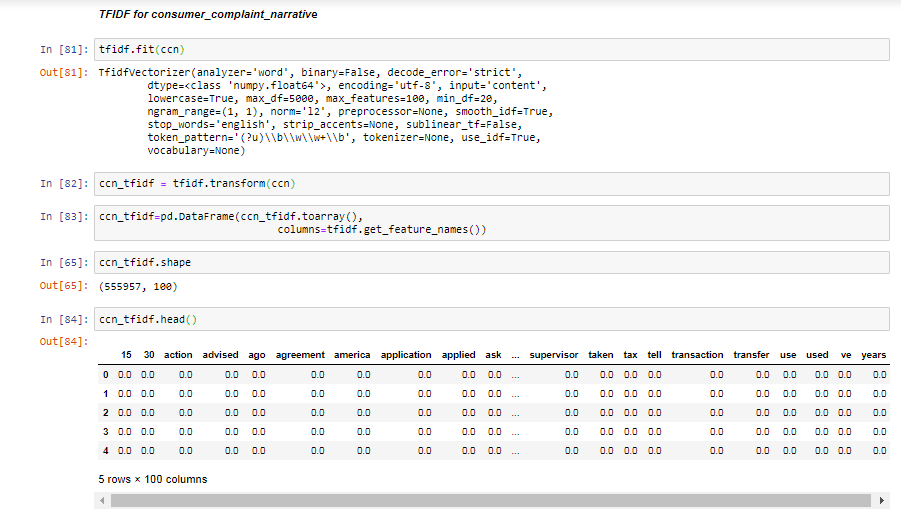 TFIDF for consumer_complaint_narrative
In [81]: tfidf.fit(ccn)
Out[81]: TfidfVectorizer(analyzer='word', binary=False, decode_error='strict',
dtype=<class 'numpy.float64'>, encoding='utf-8', input='content',
lowercase=True, max_df=5000, max_features=100, min_df=20,
ngram_range=(1, 1), norm='l2', preprocessor=None, smooth_idf=True,
stop_words='english', strip_accents=None, sublinear_tf=False,
token_pattern='(?u)\\b\\w\\w+\\b', tokenizer=None, use_idf=True,
vocabulary=None)
In [82]: ccn_tfidf = tfidf.transform(ccn)
In [83]: ccn_tfidf=pd.DataFrame(ccn_tfidf.toarray(),
columns=tfidf.get_feature_names())
In [65]: ccn_tfidf.shape
Out[65]: (555957, 100)
In [84]: ccn_tfidf.head()
Out[84]:
15 30 action advised ago agreement america application applied ask ... supervisor taken tax tell transaction transfer use used ve years
0 0.0 0.0 0.0 0.0 0.0 0.0 0.0 0.0 0.0 0.0 ... 0.0 0.0 0.0 0.0 0.0 0.0 0.0 0.0 0.0 0.0
1 0.0 0.0 0.0 0.0 0.0 0.0 0.0 0.0 0.0 0.0 ... 0.0 0.0 0.0 0.0 0.0 0.0 0.0 0.0 0.0 0.0
2 0.0 0.0 0.0 0.0 0.0 0.0 0.0 0.0 0.0 0.0 ... 0.0 0.0 0.0 0.0 0.0 0.0 0.0 0.0 0.0 0.0
3 0.0 0.0 0.0 0.0 0.0 0.0 0.0 0.0 0.0 0.0 ... 0.0 0.0 0.0 0.0 0.0 0.0 0.0 0.0 0.0 0.0
4 0.0 0.0 0.0 0.0 0.0 0.0 0.0 0.0 0.0 0.0 ... 0.0 0.0 0.0 0.0 0.0 0.0 0.0 0.0 0.0 0.0
5 rows × 100 columns